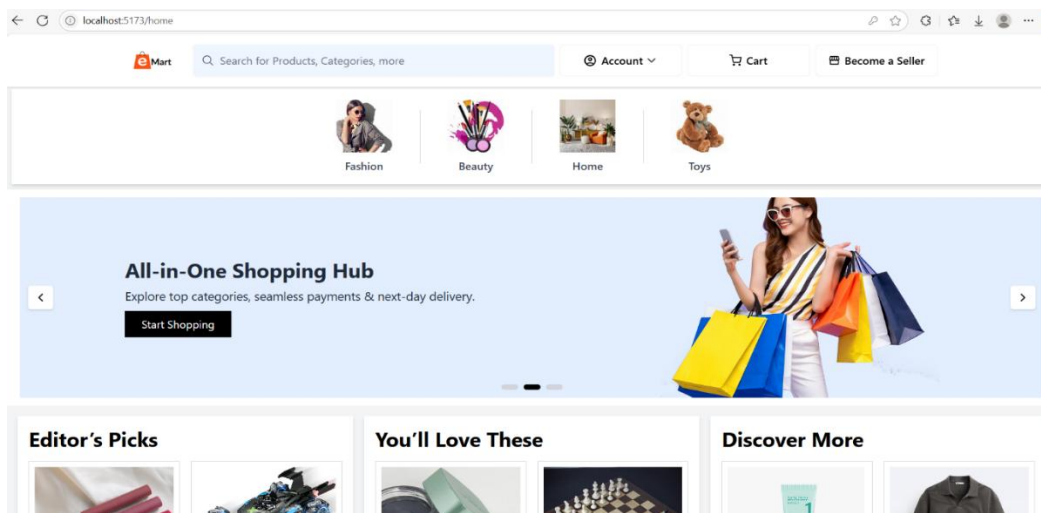 localhost:5173/home
e Mart
Search for Products, Categories, more
Account
Cart
Become a Seller
Fashion
Beauty
Home
Toys
All-in-One Shopping Hub
Explore top categories, seamless payments & next-day delivery.
Start Shopping
Editor’s Picks
You’ll Love These
Discover More
1